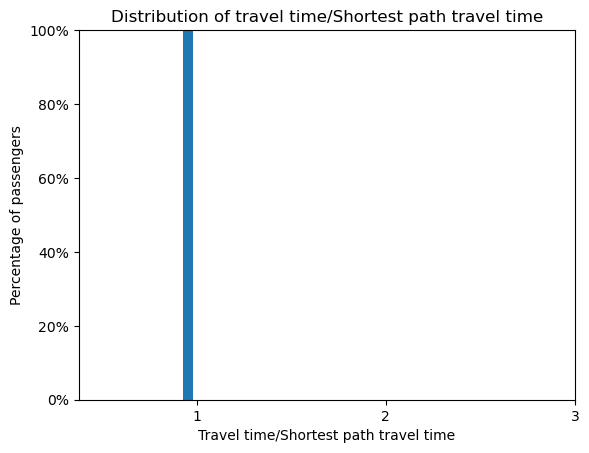 Distribution of travel time/Shortest path travel time
Percentage of passengers
100%
80%
60%
40%
20%
0%
1 2 3
Travel time/Shortest path travel time